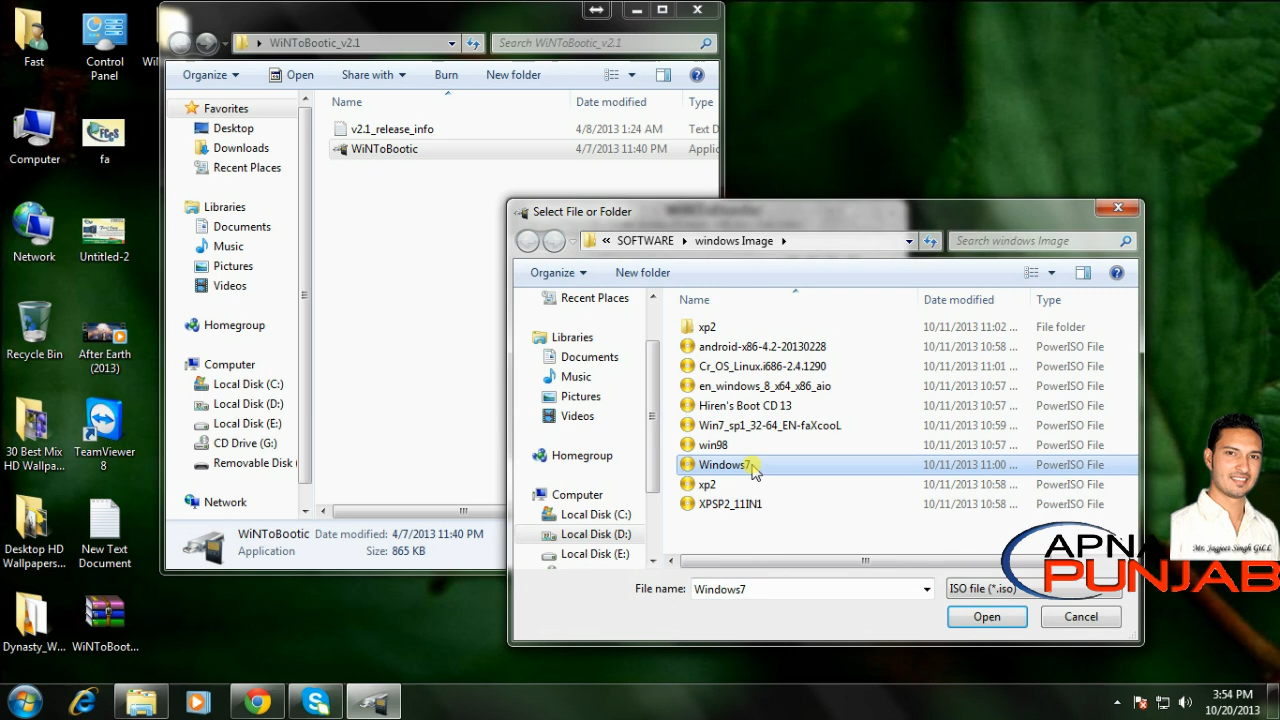 Fast
Control
Panel
Computer
fa
Network
Untitled-2
Recycle Bin
After Earth
(2013)
30 Best Mix
HD Wallpa...
TeamViewer
8
Desktop HD
Wallpapers...
New Text
Document
Dynasty_W...
WiNToBoot...
WiNToBootic_v2.1
Search WiNToBootic_v2.1
Organize
Open
Share with
Burn
New folder
Favorites
Desktop
Downloads
Recent Places
Libraries
Documents
Music
Pictures
Videos
Homegroup
Computer
Local Disk (C:)
Local Disk (D:)
Local Disk (E:)
CD Drive (G:)
Removable Disk
Network
Name Date modified Type
v2.1_release_info 4/8/2013 1:24 AM Text D
WiNToBootic 4/7/2013 11:40 PM Applic
WiNToBootic Date modified: 4/7/2013 11:40 PM
Application Size: 865 KB
Select File or Folder
« SOFTWARE windows Image
Search windows Image
Organize New folder
Recent Places
Libraries
Documents
Music
Pictures
Videos
Homegroup
Computer
Local Disk (C:)
Local Disk (D:)
Local Disk (E:)
Name Date modified Type
xp2 10/11/2013 11:02 ... File folder
android-x86-4.2-20130228 10/11/2013 10:58 ... PowerISO File
Cr_OS_Linux.i686-2.4.1290 10/11/2013 11:01 ... PowerISO File
en_windows_8_x64_x86_aio 10/11/2013 10:57 ... PowerISO File
Hiren's Boot CD 13 10/11/2013 10:57 ... PowerISO File
Win7_sp1_32-64_EN-faXcooL 10/11/2013 10:59 ... PowerISO File
win98 10/11/2013 10:57 ... PowerISO File
Windows7 10/11/2013 11:00 ... PowerISO File
xp2 10/11/2013 10:58 ... PowerISO File
XPSP2_11IN1 10/11/2013 10:58 ... PowerISO File
File name: Windows7
ISO file (*.iso)
Open Cancel
Mr. Jagjeet Singh GILL
APNA
PUNJAB
3:54 PM
10/20/2013